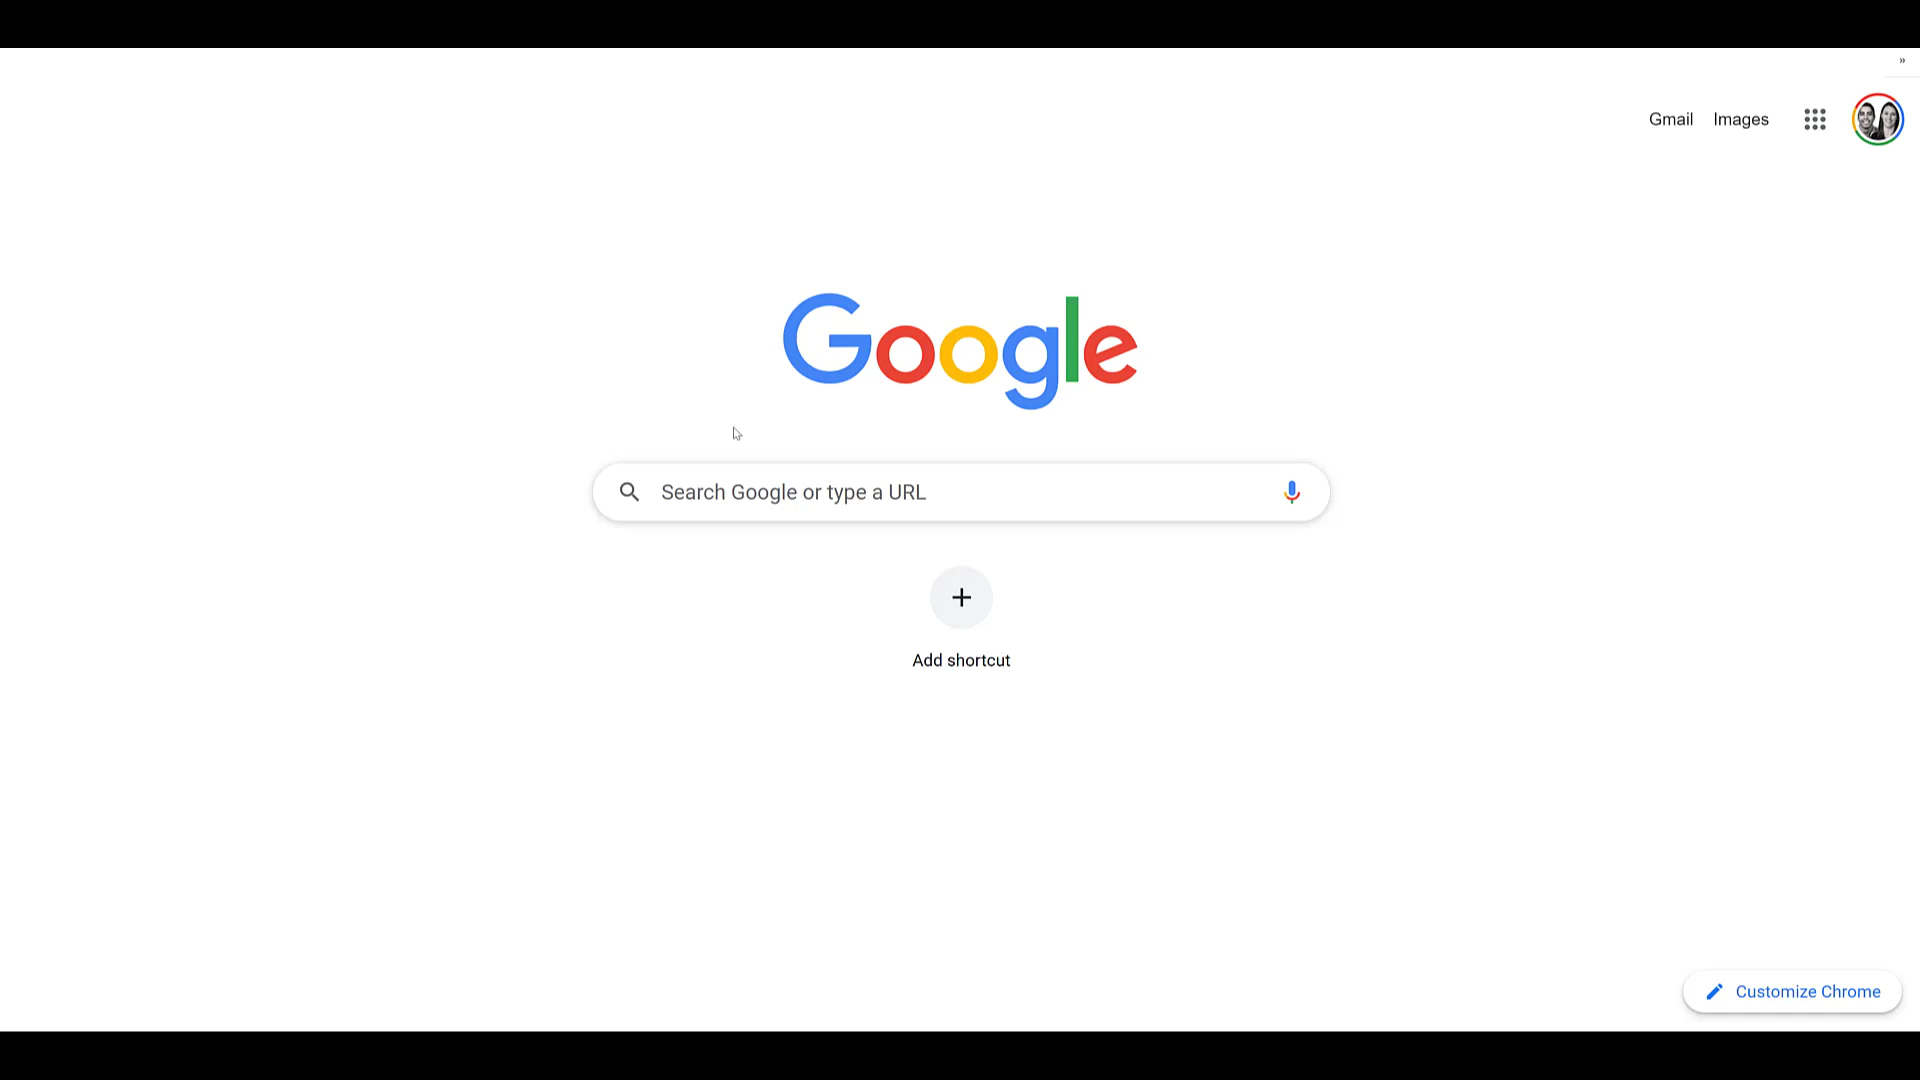 »
Gmail Images
Google
Search Google or type a URL
+
Add shortcut
Customize Chrome